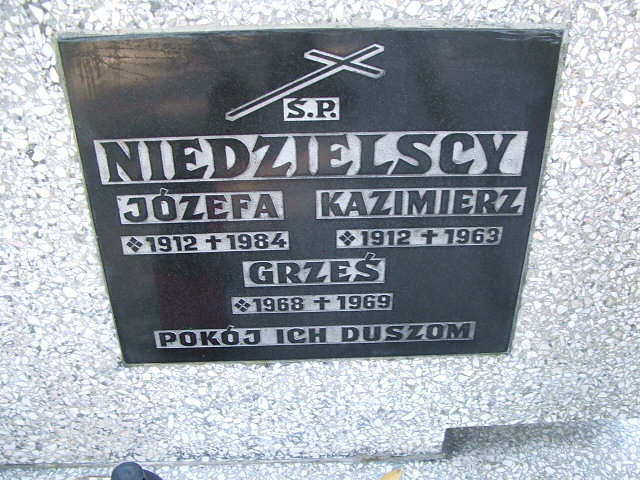 Ś.P.
NIEDZIELSCY
JÓZEFA KAZIMIERZ
❖1912 ✝ 1984 ❖1912 ✝ 1963
GRZEŚ
❖1968 ✝ 1969
POKÓJ ICH DUSZOM